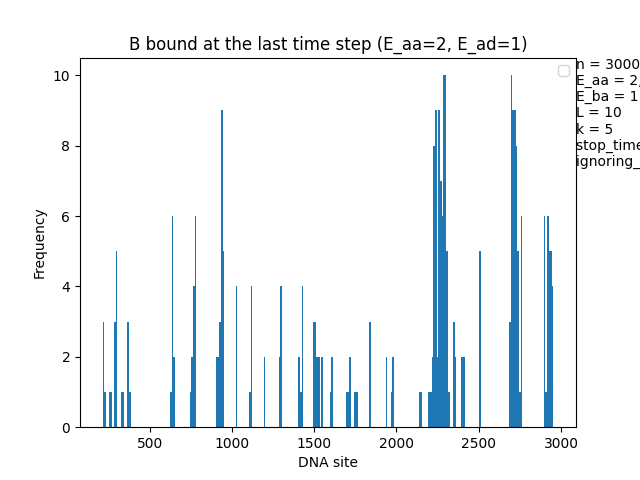 B bound at the last time step (E_aa=2, E_ad=1)
n = 3000
E_aa = 2,
E_ba = 1
L = 10
k = 5
stop_time
ignoring_
Frequency
10
8
6
4
2
0
500 1000 1500 2000 2500 3000
DNA site